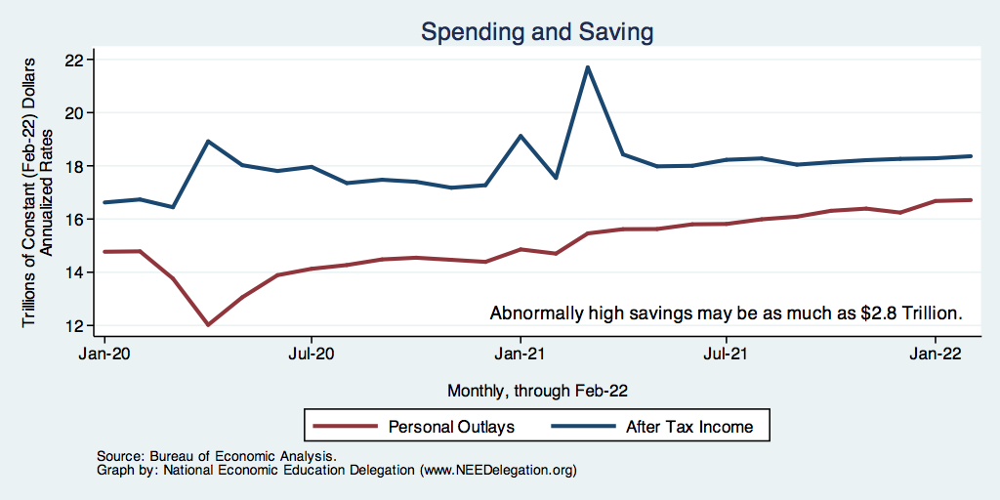 Spending and Saving
Trillions of Constant (Feb-22) Dollars
Annualized Rates
22
20
18
16
14
12
Abnormally high savings may be as much as $2.8 Trillion.
Jan-20
Jul-20
Jan-21
Jul-21
Jan-22
Monthly, through Feb-22
Personal Outlays
After Tax Income
Source: Bureau of Economic Analysis.
Graph by: National Economic Education Delegation (www.NEEDelegation.org)